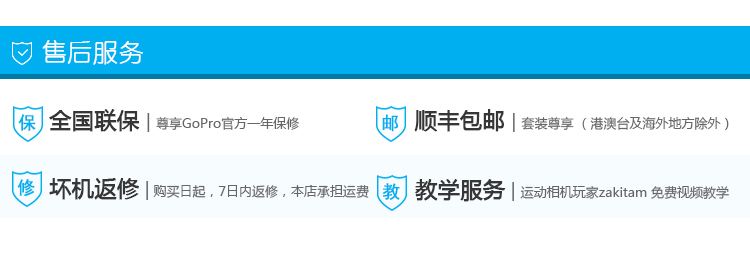 售后服务
保 全国联保 | 尊享GoPro官方一年保修
邮 顺丰包邮 | 套装尊享 （ 港澳台及海外地方除外 ）
修 坏机返修 | 购买日起，7日内返修，本店承担运费
教 教学服务 | 运动相机玩家zakitam 免费视频教学